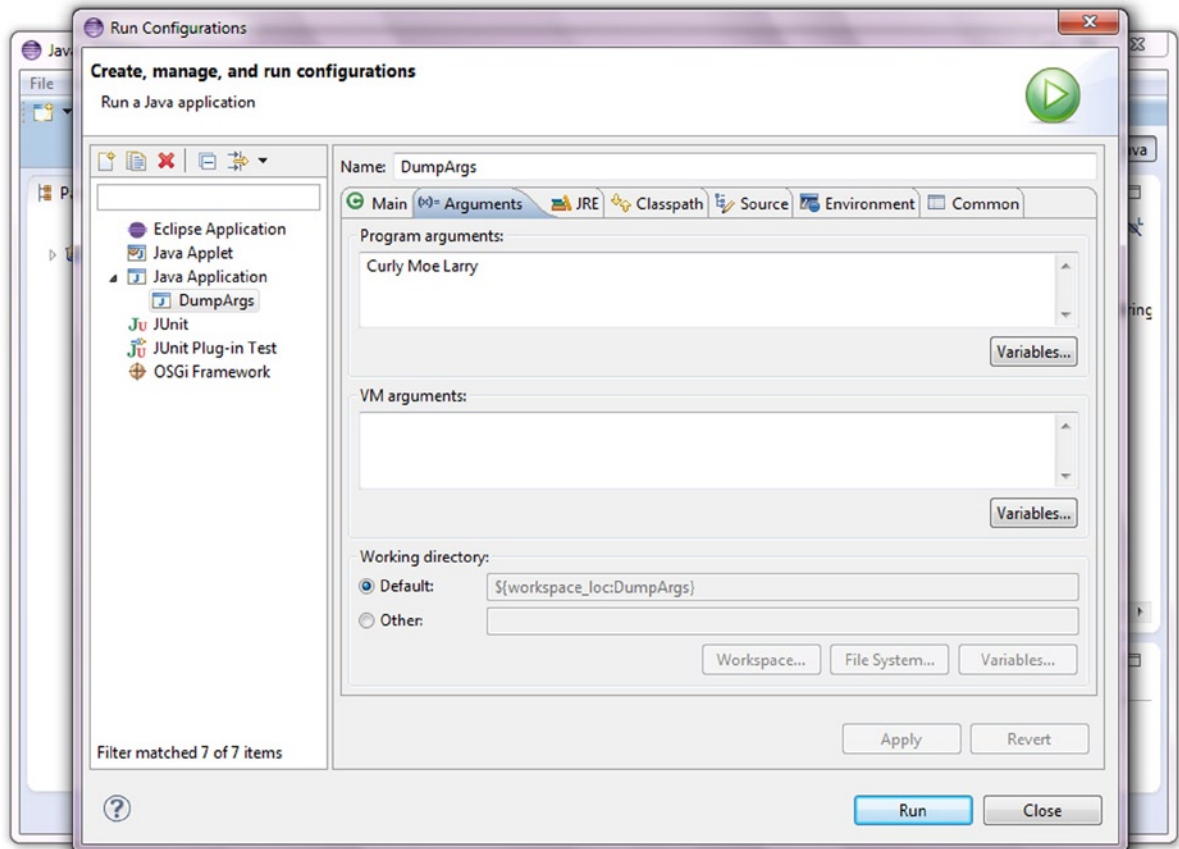 Run Configurations
Java
File
Create, manage, and run configurations
Run a Java application
Name: DumpArgs
Main (x)= Arguments JRE Classpath Source Environment Common
Eclipse Application
Java Applet
Java Application
DumpArgs
JUnit
JUnit Plug-in Test
OSGi Framework
Filter matched 7 of 7 items
Program arguments:
Curly Moe Larry
Variables...
VM arguments:
Variables...
Working directory:
Default: ${workspace_loc:DumpArgs}
Other:
Workspace... File System... Variables...
Apply Revert
Run Close